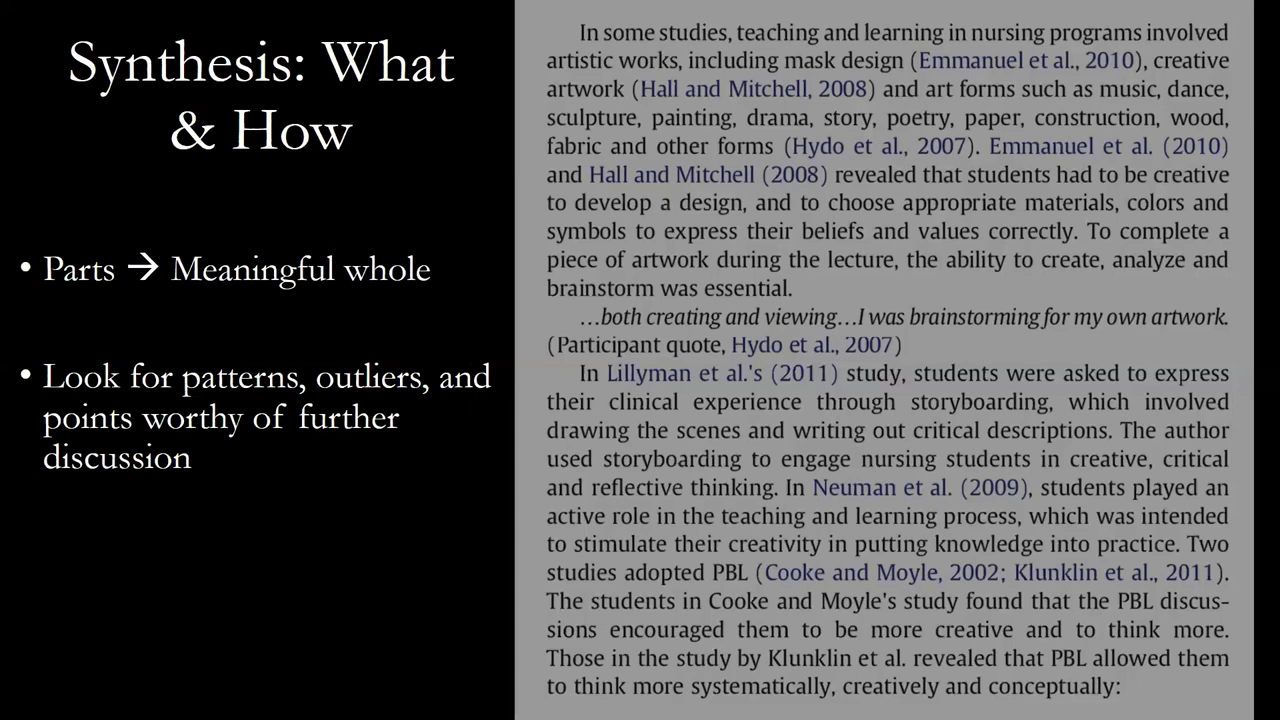 Synthesis: What
& How
• Parts → Meaningful whole
• Look for patterns, outliers, and
points worthy of further
discussion
In some studies, teaching and learning in nursing programs involved
artistic works, including mask design (Emmanuel et al., 2010), creative
artwork (Hall and Mitchell, 2008) and art forms such as music, dance,
sculpture, painting, drama, story, poetry, paper, construction, wood,
fabric and other forms (Hydo et al., 2007). Emmanuel et al. (2010)
and Hall and Mitchell (2008) revealed that students had to be creative
to develop a design, and to choose appropriate materials, colors and
symbols to express their beliefs and values correctly. To complete a
piece of artwork during the lecture, the ability to create, analyze and
brainstorm was essential.
…both creating and viewing…I was brainstorming for my own artwork.
(Participant quote, Hydo et al., 2007)
In Lillyman et al.'s (2011) study, students were asked to express
their clinical experience through storyboarding, which involved
drawing the scenes and writing out critical descriptions. The author
used storyboarding to engage nursing students in creative, critical
and reflective thinking. In Neuman et al. (2009), students played an
active role in the teaching and learning process, which was intended
to stimulate their creativity in putting knowledge into practice. Two
studies adopted PBL (Cooke and Moyle, 2002; Klunklin et al., 2011).
The students in Cooke and Moyle's study found that the PBL discus-
sions encouraged them to be more creative and to think more.
Those in the study by Klunklin et al. revealed that PBL allowed them
to think more systematically, creatively and conceptually: